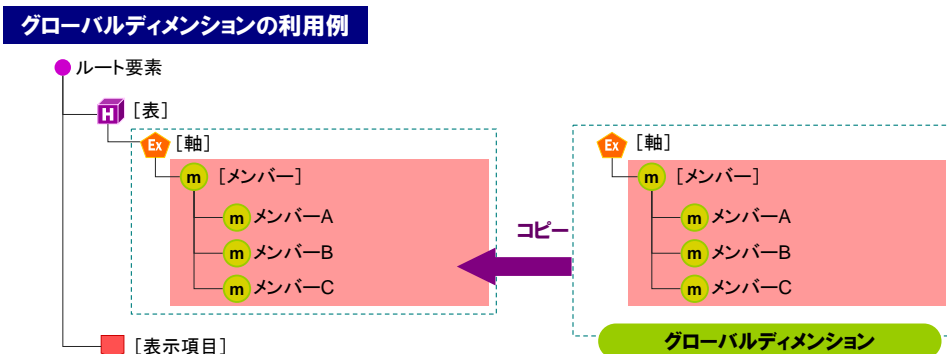 グローバルディメンションの利用例
ルート要素
H [表]
Ex [軸]
m [メンバー]
m メンバーA
m メンバーB
m メンバーC
[表示項目]
コピー
Ex [軸]
m [メンバー]
m メンバーA
m メンバーB
m メンバーC
グローバルディメンション